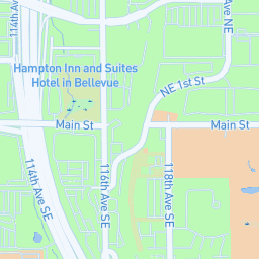 114th Av
Ave NE
Hampton Inn and Suites
Hotel in Bellevue
NE 1st St
Main St
Main St
114th Ave SE
116th Ave SE
118th Ave SE